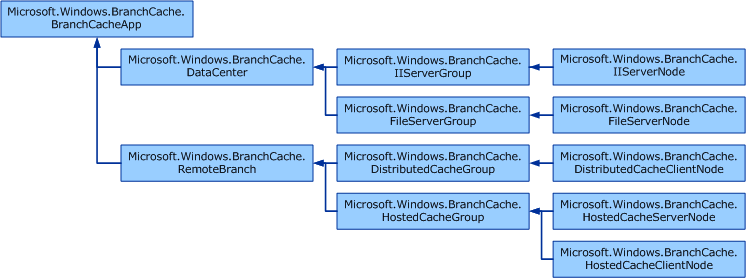 Microsoft.Windows.BranchCache.
BranchCacheApp
Microsoft.Windows.BranchCache.
DataCenter
Microsoft.Windows.BranchCache.
IIServerGroup
Microsoft.Windows.BranchCache.
IIServerNode
Microsoft.Windows.BranchCache.
FileServerGroup
Microsoft.Windows.BranchCache.
FileServerNode
Microsoft.Windows.BranchCache.
RemoteBranch
Microsoft.Windows.BranchCache.
DistributedCacheGroup
Microsoft.Windows.BranchCache.
DistributedCacheClientNode
Microsoft.Windows.BranchCache.
HostedCacheGroup
Microsoft.Windows.BranchCache.
HostedCacheServerNode
Microsoft.Windows.BranchCache.
HostedCacheClientNode